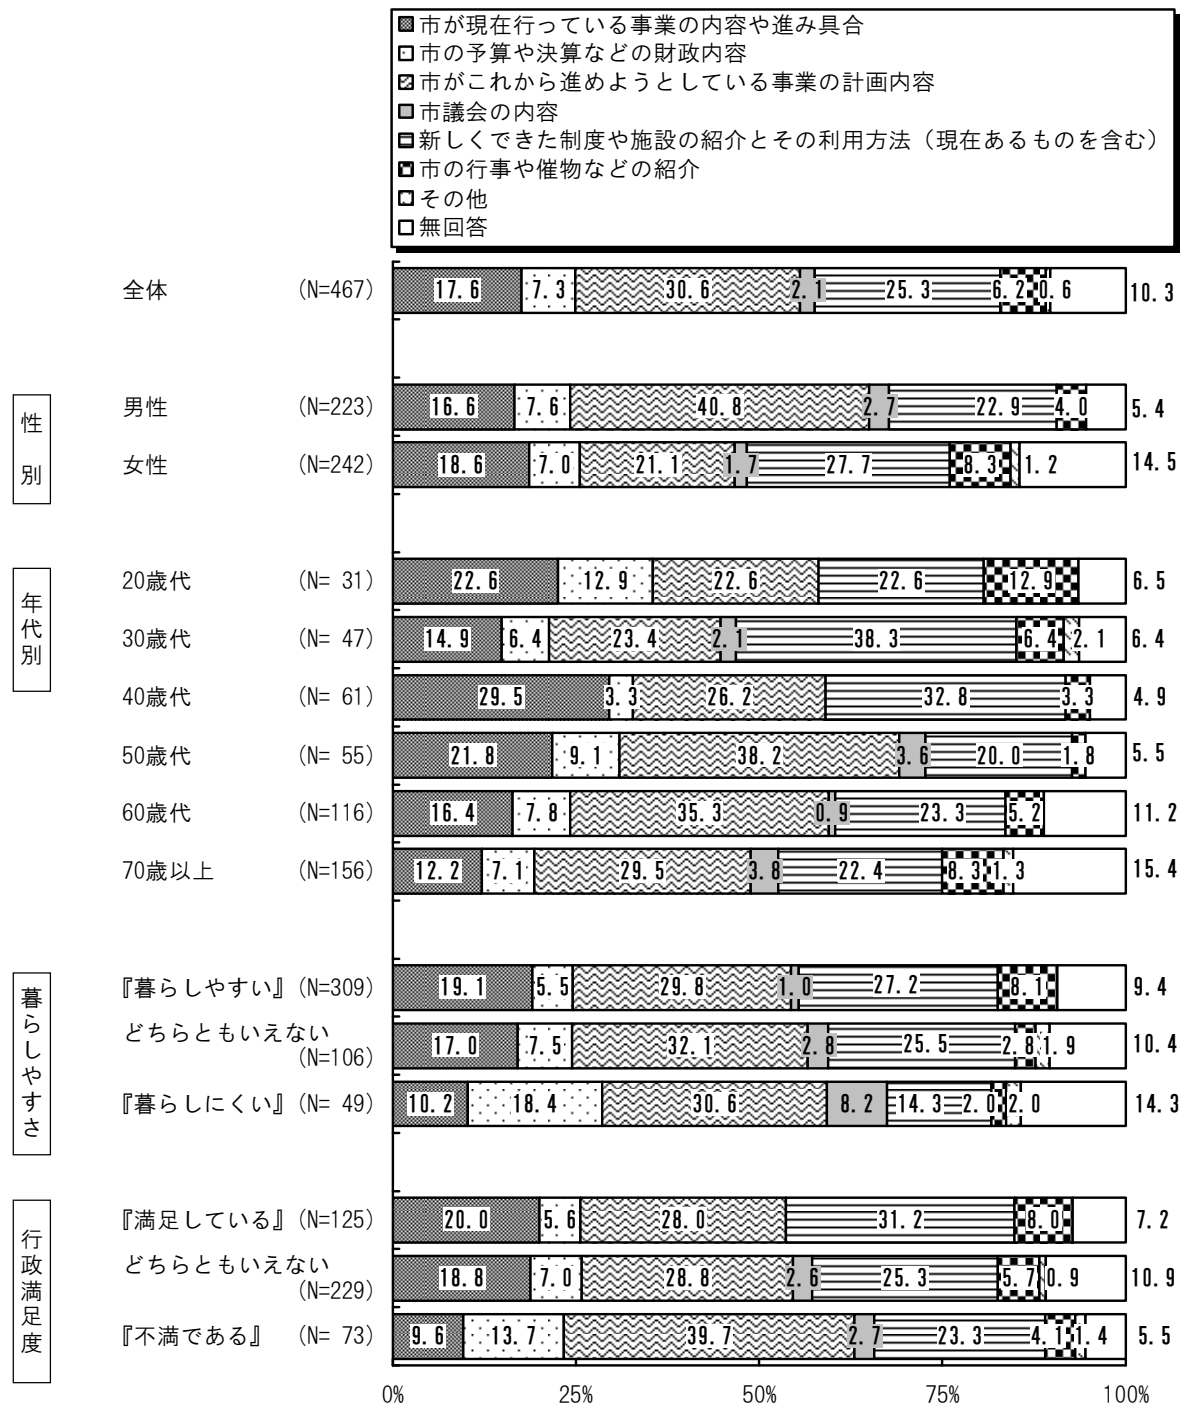 市が現在行っている事業の内容や進み具合
市の予算や決算などの財政内容
市がこれから進めようとしている事業の計画内容
市議会の内容
新しくできた制度や施設の紹介とその利用方法（現在あるものを含む）
市の行事や催物などの紹介
その他
無回答
全体 (N=467) 17.6 7.3 30.6 2.1 25.3 6.2 0.6 10.3
性別
男性 (N=223) 16.6 7.6 40.8 2.7 22.9 4.0 5.4
女性 (N=242) 18.6 7.0 21.1 1.7 27.7 8.3 1.2 14.5
年代別
20歳代 (N= 31) 22.6 12.9 22.6 22.6 12.9 6.5
30歳代 (N= 47) 14.9 6.4 23.4 2.1 38.3 6.4 2.1 6.4
40歳代 (N= 61) 29.5 3.3 26.2 32.8 3.3 4.9
50歳代 (N= 55) 21.8 9.1 38.2 3.6 20.0 1.8 5.5
60歳代 (N=116) 16.4 7.8 35.3 0.9 23.3 5.2 11.2
70歳以上 (N=156) 12.2 7.1 29.5 3.8 22.4 8.3 1.3 15.4
暮らしやすさ
『暮らしやすい』 (N=309) 19.1 5.5 29.8 1.0 27.2 8.1 9.4
どちらともいえない
(N=106) 17.0 7.5 32.1 2.8 25.5 2.8 1.9 10.4
『暮らしにくい』 (N= 49) 10.2 18.4 30.6 8.2 14.3 2.0 2.0 14.3
行政満足度
『満足している』 (N=125) 20.0 5.6 28.0 31.2 8.0 7.2
どちらともいえない
(N=229) 18.8 7.0 28.8 2.6 25.3 5.7 0.9 10.9
『不満である』 (N= 73) 9.6 13.7 39.7 2.7 23.3 4.1 1.4 5.5
0% 25% 50% 75% 100%